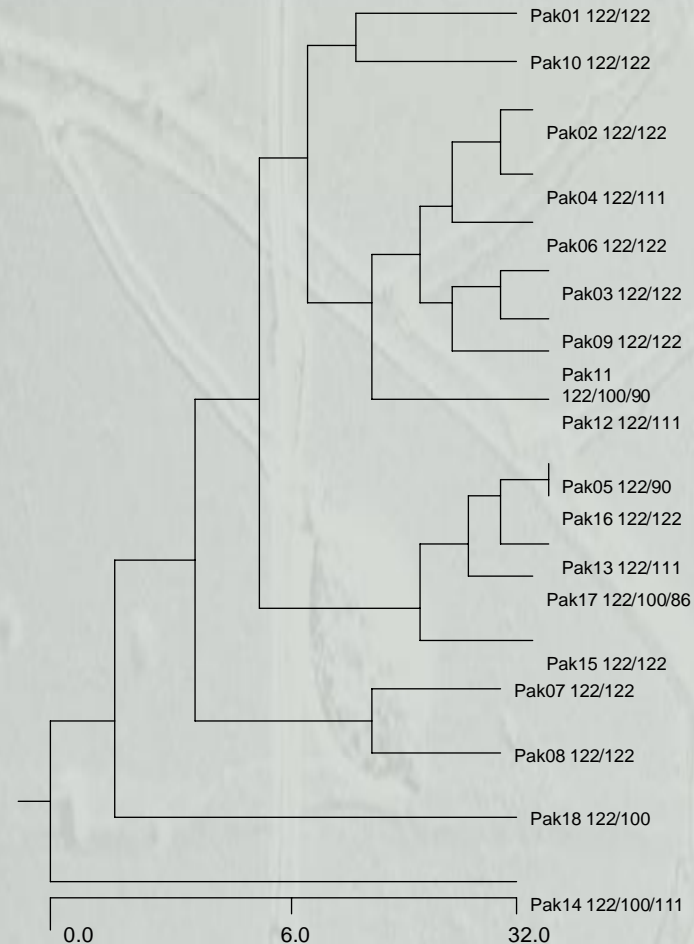 Pak01 122/122
Pak10 122/122
Pak02 122/122
Pak04 122/111
Pak06 122/122
Pak03 122/122
Pak09 122/122
Pak11
122/100/90
Pak12 122/111
Pak05 122/90
Pak16 122/122
Pak13 122/111
Pak17 122/100/86
Pak15 122/122
Pak07 122/122
Pak08 122/122
Pak18 122/100
Pak14 122/100/111
0.0 6.0 32.0